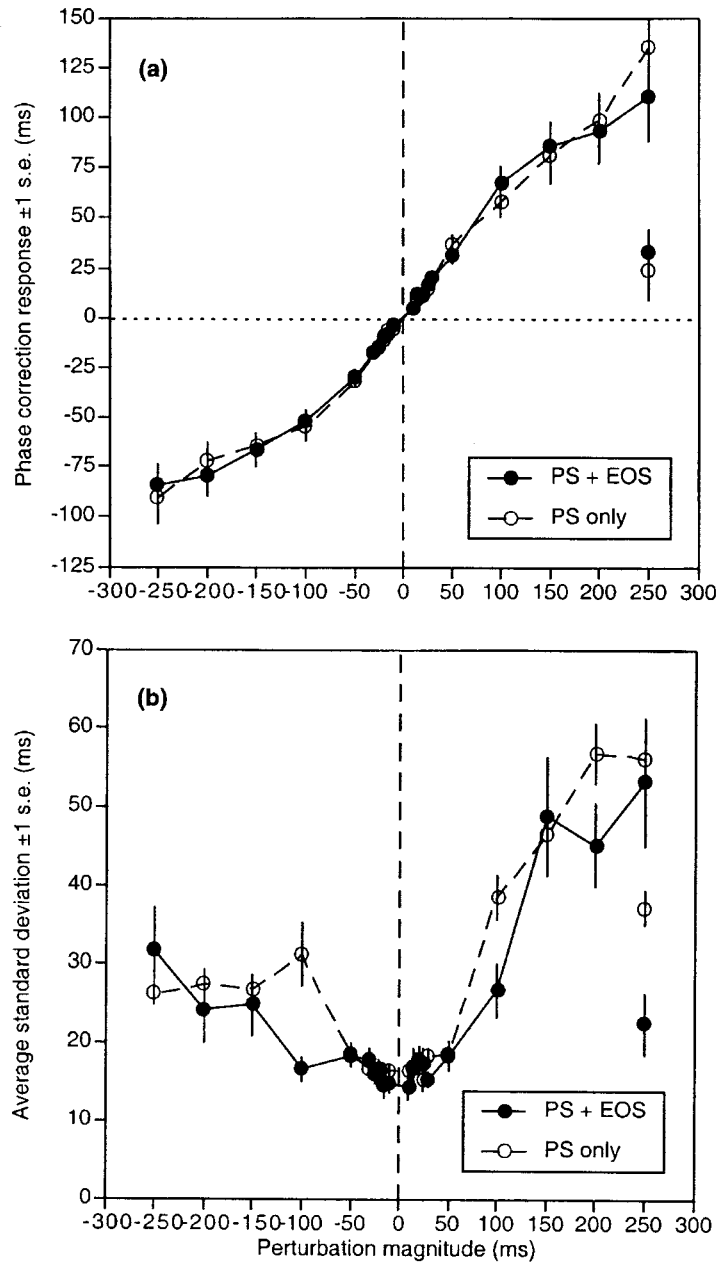 (a)
Phase correction response ±1 s.e. (ms)
150
125
100
75
50
25
0
-25
-50
-75
-100
-125
PS + EOS
PS only
-300 -250 -200 -150 -100 -50 0 50 100 150 200 250 300
(b)
Average standard deviation ±1 s.e. (ms)
70
60
50
40
30
20
10
0
PS + EOS
PS only
-300 -250 -200 -150 -100 -50 0 50 100 150 200 250 300
Perturbation magnitude (ms)